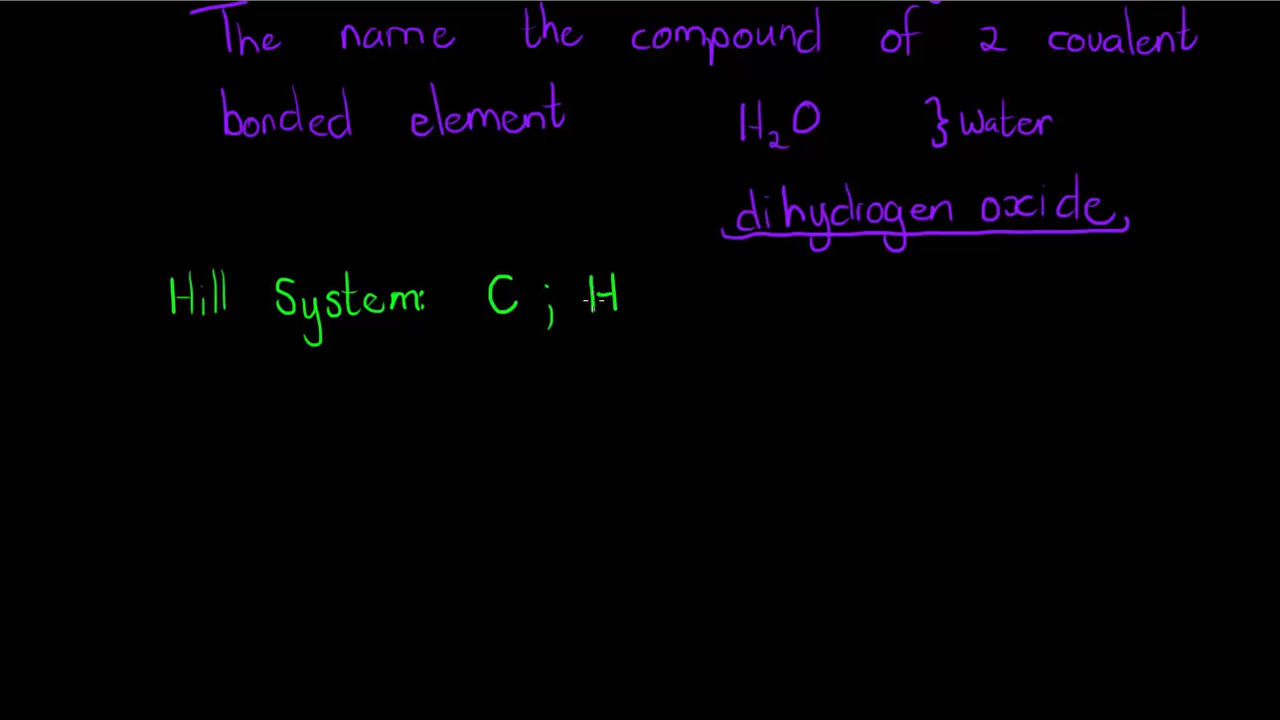 The name the compound of 2 covalent
bonded element H₂O } water
dihydrogen oxide,
Hill System: C ; H